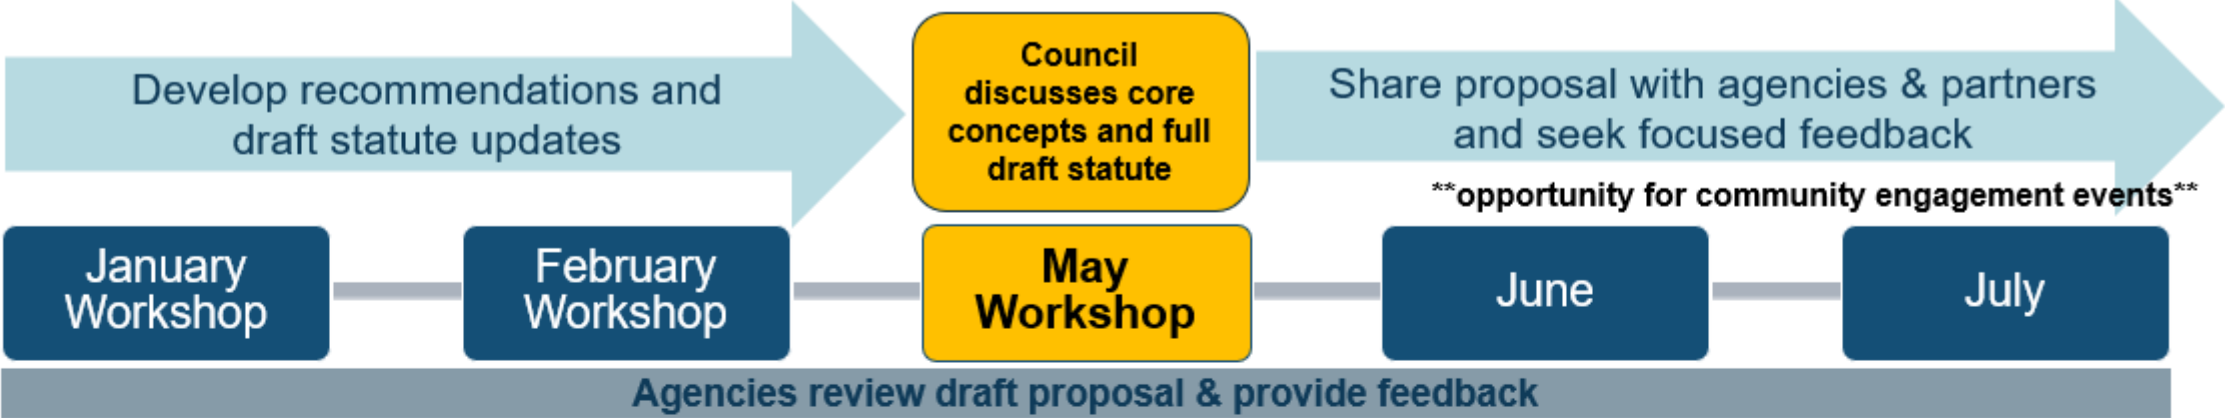 Develop recommendations and
draft statute updates
Council
discusses core
concepts and full
draft statute
Share proposal with agencies & partners
and seek focused feedback
**opportunity for community engagement events**
January
Workshop
February
Workshop
May
Workshop
June
July
Agencies review draft proposal & provide feedback